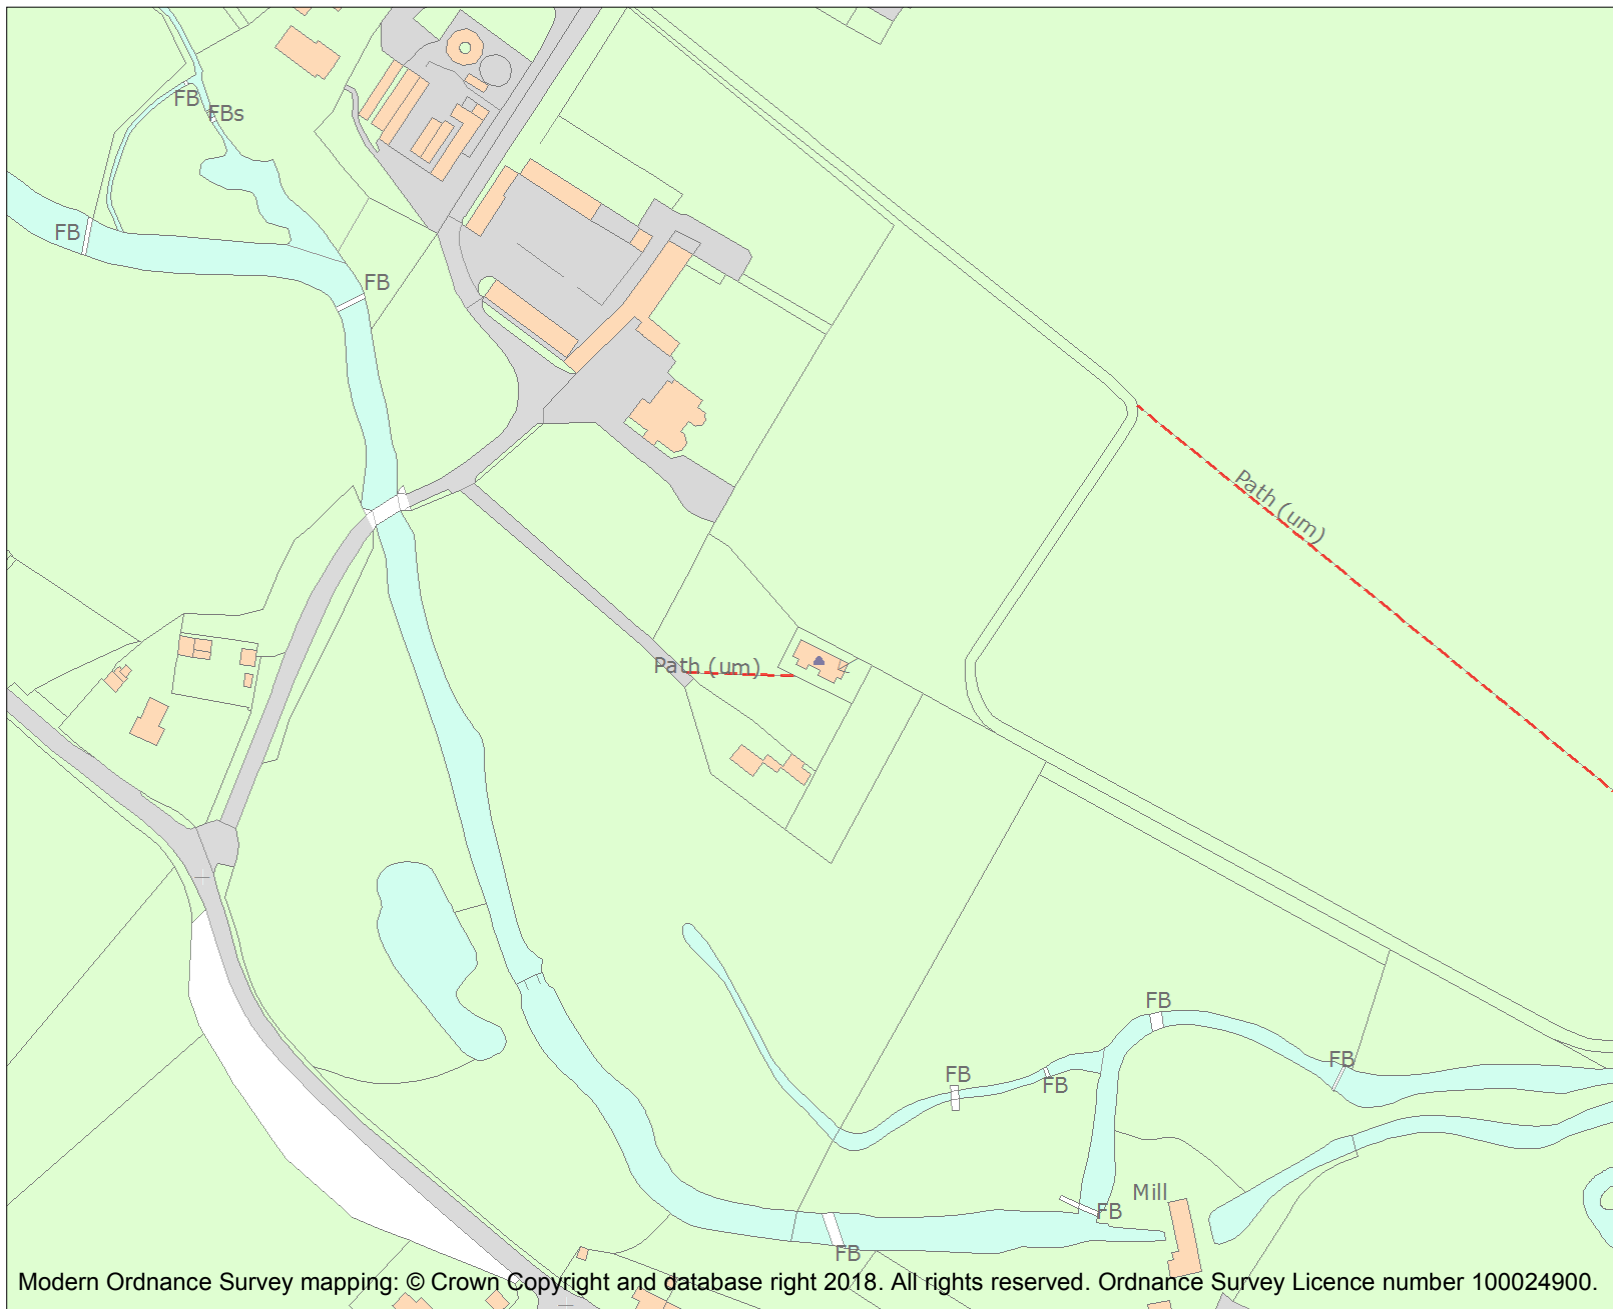 FB
FBs
FB
FB
Path (um)
Path (um)
FB
FB
FB
FB
Mill
FB
FB
Modern Ordnance Survey mapping: © Crown Copyright and database right 2018. All rights reserved. Ordnance Survey Licence number 100024900.